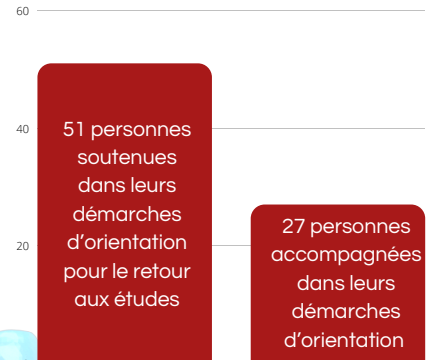 60
40
20
51 personnes
soutenues
dans leurs
démarches
d'orientation
pour le retour
aux études
27 personnes
accompagnées
dans leurs
démarches
d'orientation